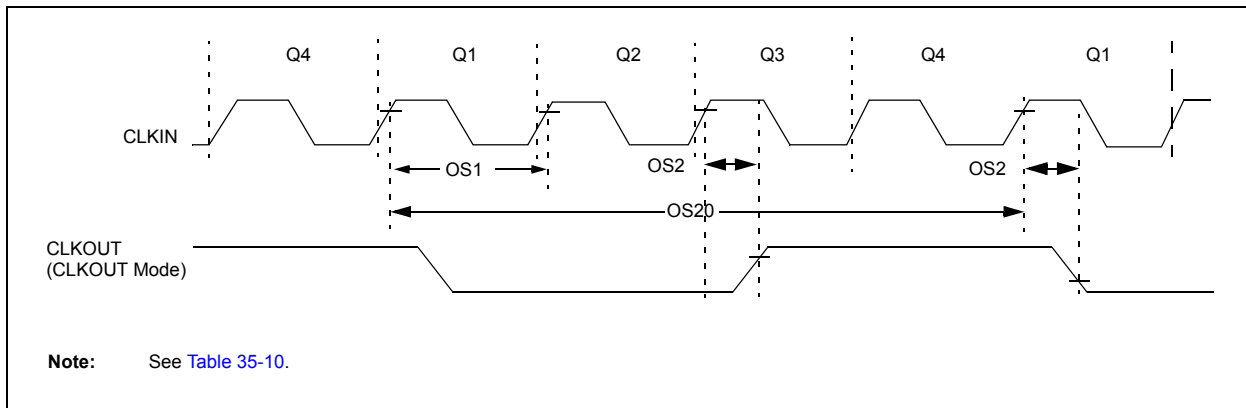 Q4 Q1 Q2 Q3 Q4 Q1
CLKIN
OS1 OS2 OS2
OS20
CLKOUT
(CLKOUT Mode)
Note: See Table 35-10.